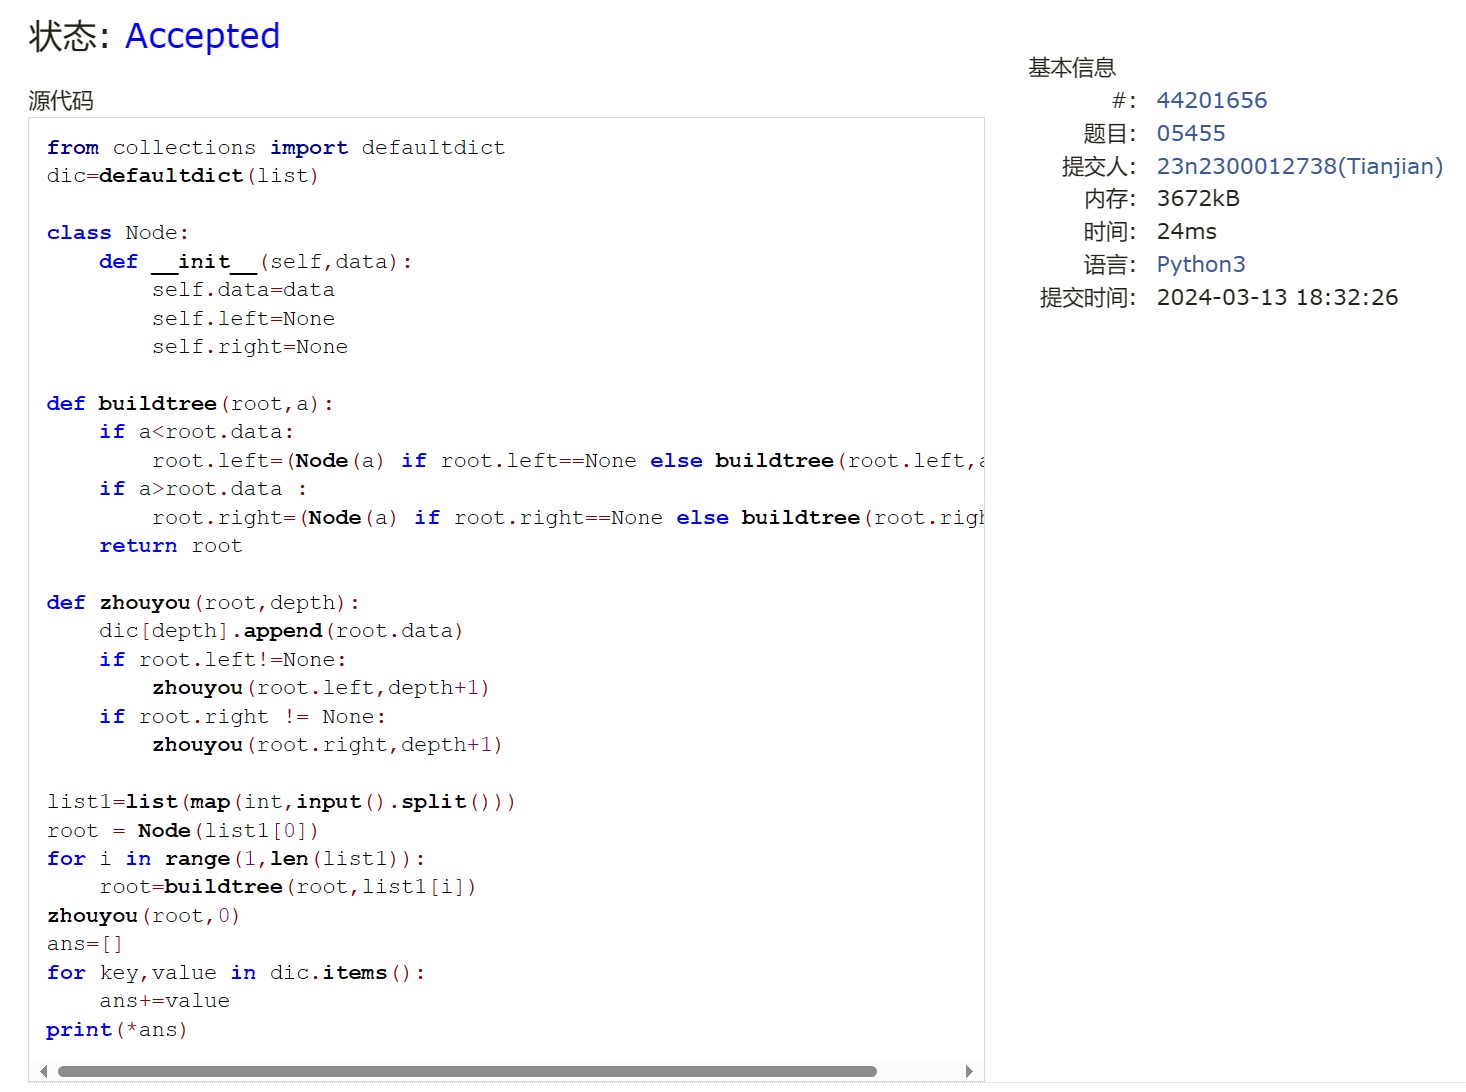 状态: Accepted
源代码
from collections import defaultdict
dic=defaultdict(list)
class Node:
    def __init__(self,data):
        self.data=data
        self.left=None
        self.right=None
def buildtree(root,a):
    if a<root.data:
        root.left=(Node(a) if root.left==None else buildtree(root.left,
    if a>root.data :
        root.right=(Node(a) if root.right==None else buildtree(root.righ
    return root
def zhouyou(root,depth):
    dic[depth].append(root.data)
    if root.left!=None:
        zhouyou(root.left,depth+1)
    if root.right != None:
        zhouyou(root.right,depth+1)
list1=list(map(int,input().split()))
root = Node(list1[0])
for i in range(1,len(list1)):
    root=buildtree(root,list1[i])
zhouyou(root,0)
ans=[]
for key,value in dic.items():
    ans+=value
print(*ans)
基本信息
#: 44201656
题目: 05455
提交人: 23n2300012738(Tianjian)
内存: 3672kB
时间: 24ms
语言: Python3
提交时间: 2024-03-13 18:32:26